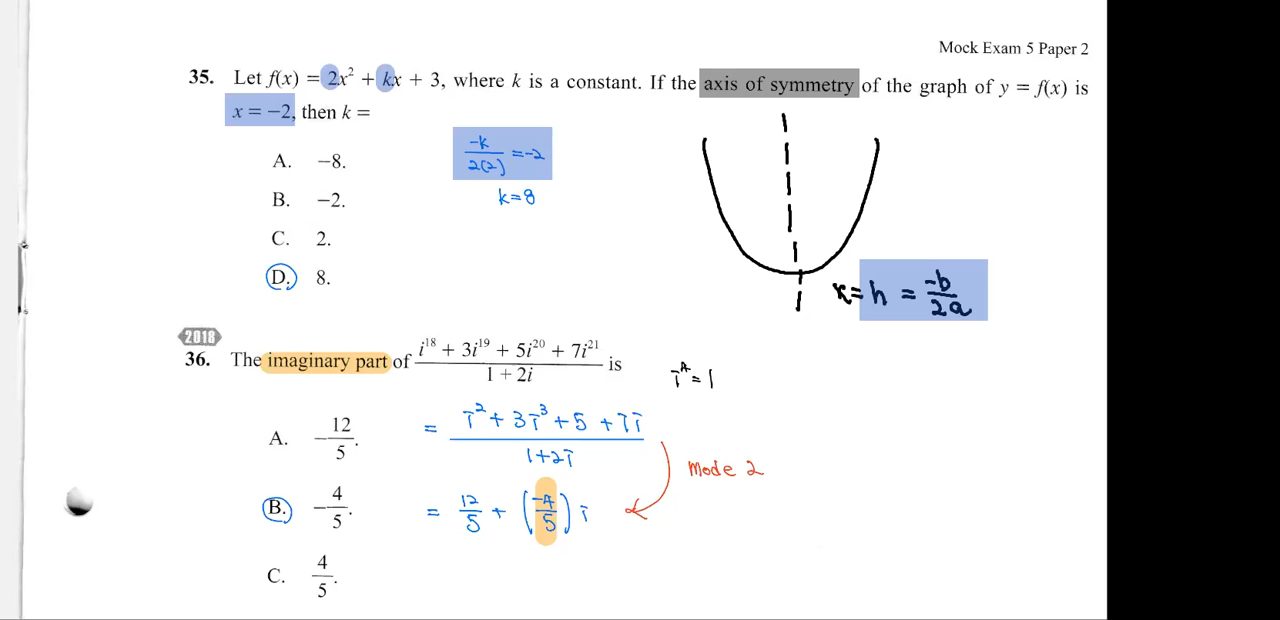 Mock Exam 5 Paper 2
35. Let f(x) = 2x² + kx + 3, where k is a constant. If the axis of symmetry of the graph of y = f(x) is
x = −2, then k =
A. −8.
-k/2(2) = -2
B. −2.
k=8
C. 2.
D. 8.
x = h = -b/2a
2018
36. The imaginary part of (i¹⁸ + 3i¹⁹ + 5i²⁰ + 7i²¹)/(1 + 2i) is
i⁴ = 1
A. −12/5.
= (i² + 3i³ + 5 + 7i)/(1+2i)
Mode 2
B. −4/5.
= 12/5 + (-4/5) i
C. 4/5.